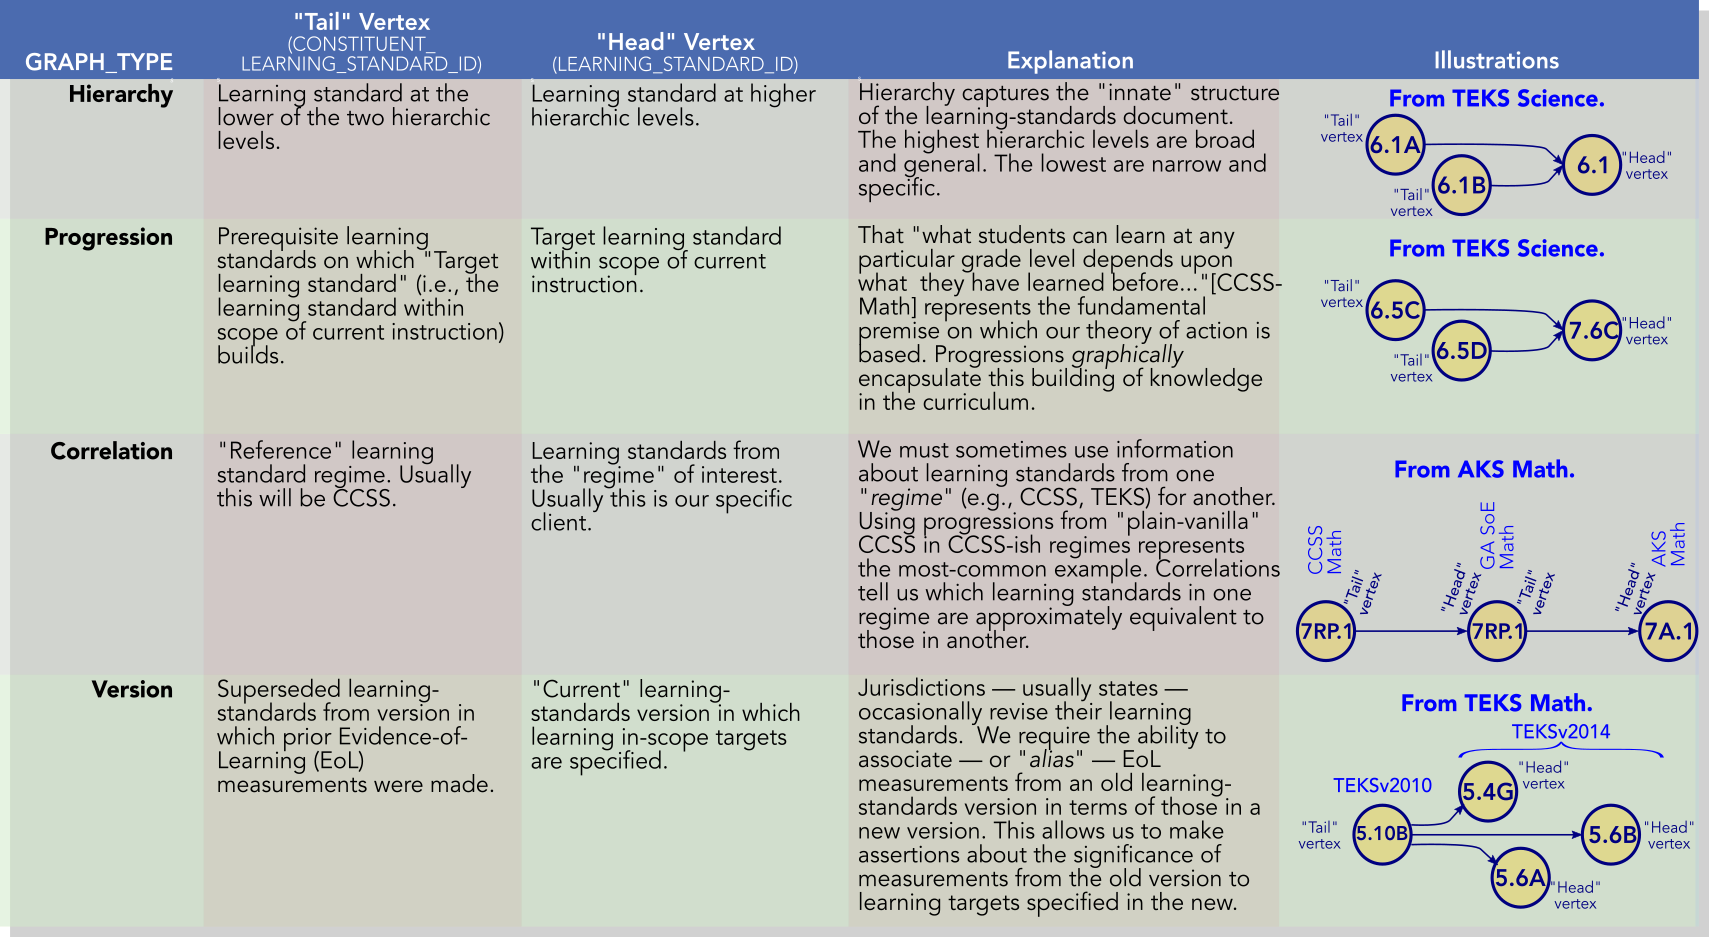 GRAPH_TYPE
"Tail" Vertex
(CONSTITUENT_
LEARNING_STANDARD_ID)
"Head" Vertex
(LEARNING_STANDARD_ID)
Explanation
Illustrations
Hierarchy
Learning standard at the
lower of the two hierarchic
levels.
Learning standard at higher
hierarchic levels.
Hierarchy captures the "innate" structure
of the learning-standards document.
The highest hierarchic levels are broad
and general. The lowest are narrow and
specific.
From TEKS Science.
"Tail"
vertex
6.1A
"Tail"
vertex
6.1B
6.1
"Head"
vertex
Progression
Prerequisite learning
standards on which "Target
learning standard" (i.e., the
learning standard within
scope of current instruction)
builds.
Target learning standard
within scope of current
instruction.
That "what students can learn at any
particular grade level depends upon
what  they have learned before..."[CCSS-
Math] represents the fundamental
premise on which our theory of action is
based. Progressions graphically
encapsulate this building of knowledge
in the curriculum.
From TEKS Science.
"Tail"
vertex
6.5C
"Tail"
vertex
6.5D
7.6C
"Head"
vertex
Correlation
"Reference" learning
standard regime. Usually
this will be CCSS.
Learning standards from
the "regime" of interest.
Usually this is our specific
client.
We must sometimes use information
about learning standards from one
"regime" (e.g., CCSS, TEKS) for another.
Using progressions from "plain-vanilla"
CCSS in CCSS-ish regimes represents
the most-common example. Correlations
tell us which learning standards in one
regime are approximately equivalent to
those in another.
From AKS Math.
CCSS
Math
GA SoE
Math
AKS
Math
"Tail"
vertex
"Head"
vertex
"Tail"
vertex
"Head"
vertex
7RP.1
7RP.1
7A.1
Version
Superseded learning-
standards from version in
which prior Evidence-of-
Learning (EoL)
measurements were made.
"Current" learning-
standards version in which
learning in-scope targets
are specified.
Jurisdictions — usually states —
occasionally revise their learning
standards.  We require the ability to
associate — or "alias" — EoL
measurements from an old learning-
standards version in terms of those in a
new version. This allows us to make
assertions about the significance of
measurements from the old version to
learning targets specified in the new.
From TEKS Math.
TEKSv2014
TEKSv2010
"Head"
vertex
5.4G
"Tail"
vertex
5.10B
5.6B
"Head"
vertex
5.6A
"Head"
vertex